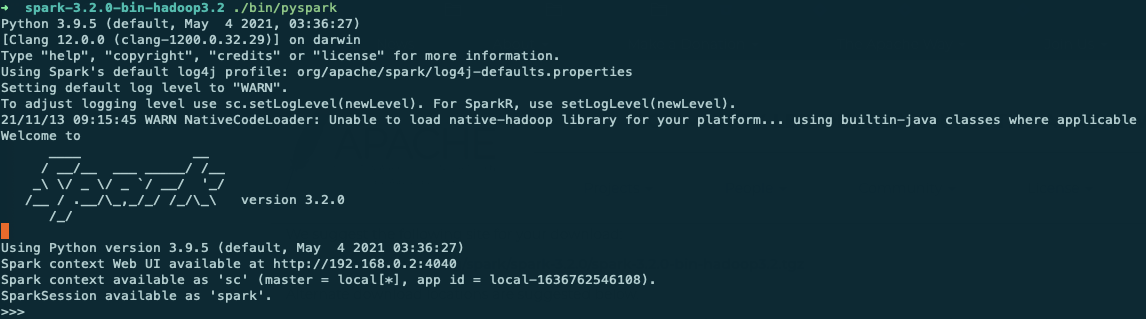 ➜  spark-3.2.0-bin-hadoop3.2 ./bin/pyspark
Python 3.9.5 (default, May  4 2021, 03:36:27)
[Clang 12.0.0 (clang-1200.0.32.29)] on darwin
Type "help", "copyright", "credits" or "license" for more information.
Using Spark's default log4j profile: org/apache/spark/log4j-defaults.properties
Setting default log level to "WARN".
To adjust logging level use sc.setLogLevel(newLevel). For SparkR, use setLogLevel(newLevel).
21/11/13 09:15:45 WARN NativeCodeLoader: Unable to load native-hadoop library for your platform... using builtin-java classes where applicable
Welcome to
      ____              __
     / __/__  ___ _____/ /__
    _\ \/ _ \/ _ `/ __/  '_/
   /__ / .__/\_,_/_/ /_/\_\   version 3.2.0
      /_/
Using Python version 3.9.5 (default, May  4 2021 03:36:27)
Spark context Web UI available at http://192.168.0.2:4040
Spark context available as 'sc' (master = local[*], app id = local-1636762546108).
SparkSession available as 'spark'.
>>>